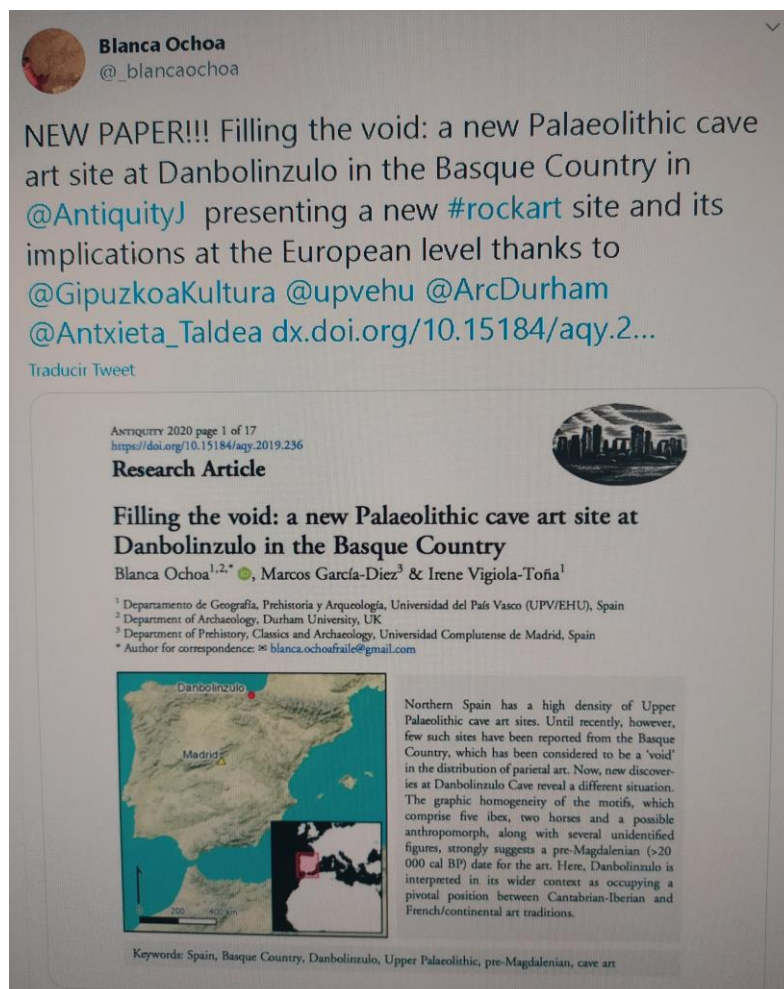 Blanca Ochoa
@_blancaochoa
NEW PAPER!!! Filling the void: a new Palaeolithic cave
art site at Danbolinzulo in the Basque Country in
@AntiquityJ presenting a new #rockart site and its
implications at the European level thanks to
@GipuzkoaKultura @upvehu @ArcDurham
@Antxieta_Taldea dx.doi.org/10.15184/aqy.2...
Traducir Tweet
ANTIQUITY 2020 page 1 of 17
https://doi.org/10.15184/aqy.2019.236
Research Article
Filling the void: a new Palaeolithic cave art site at
Danbolinzulo in the Basque Country
Blanca Ochoa1,2,* , Marcos García-Diez3 & Irene Vigiola-Toña1
1 Departamento de Geografía, Prehistoria y Arqueología, Universidad del País Vasco (UPV/EHU), Spain
2 Department of Archaeology, Durham University, UK
3 Department of Prehistory, Classics and Archaeology, Universidad Complutense de Madrid, Spain
* Author for correspondence: ✉ blanca.ochoafraile@gmail.com
Danbolinzulo
Madrid
0 200 400 km
Northern Spain has a high density of Upper
Palaeolithic cave art sites. Until recently, however,
few such sites have been reported from the Basque
Country, which has been considered to be a 'void'
in the distribution of parietal art. Now, new discover-
ies at Danbolinzulo Cave reveal a different situation.
The graphic homogeneity of the motifs, which
comprise five ibex, two horses and a possible
anthropomorph, along with several unidentified
figures, strongly suggests a pre-Magdalenian (>20
000 cal BP) date for the art. Here, Danbolinzulo is
interpreted in its wider context as occupying a
pivotal position between Cantabrian-Iberian and
French/continental art traditions.
Keywords: Spain, Basque Country, Danbolinzulo, Upper Palaeolithic, pre-Magdalenian, cave art